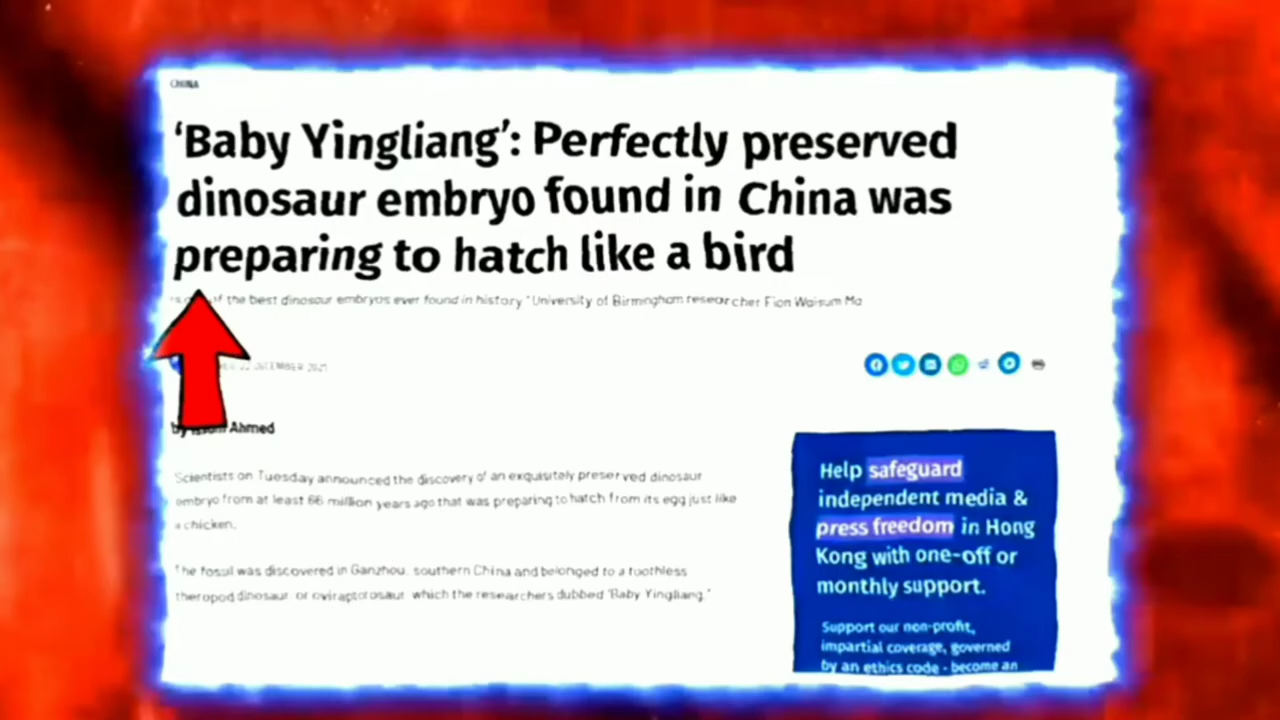 CHINA
‘Baby Yingliang’: Perfectly preserved
dinosaur embryo found in China was
preparing to hatch like a bird
of the best dinosaur embryos ever found in history" University of Birmingham researcher Fion Waisum Ma
22 DECEMBER 2021
by Ahmed
Scientists on Tuesday announced the discovery of an exquisitely preserved dinosaur
embryo from at least 66 million years ago that was preparing to hatch from its egg just like
a chicken.
The fossil was discovered in Ganzhou, southern China and belonged to a toothless
theropod dinosaur, or oviraptorosaur, which the researchers dubbed "Baby Yingliang."
Help safeguard
independent media &
press freedom in Hong
Kong with one-off or
monthly support.
Support our non-profit,
impartial coverage, governed
by an ethics code - become an